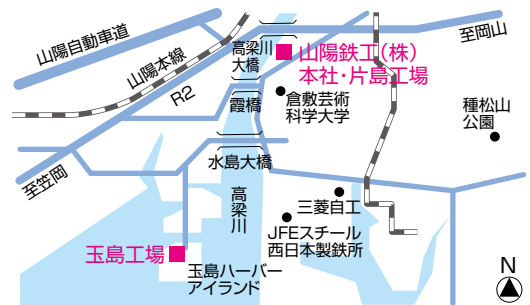 山陽自動車道
山陽本線
R2
高梁川
大橋
至岡山
山陽鉄工(株)
本社・片島工場
霞橋
倉敷芸術
科学大学
種松山
公園
至笠岡
水島大橋
高梁川
三菱自工
JFEスチール
西日本製鉄所
玉島工場
玉島ハーバー
アイランド
N